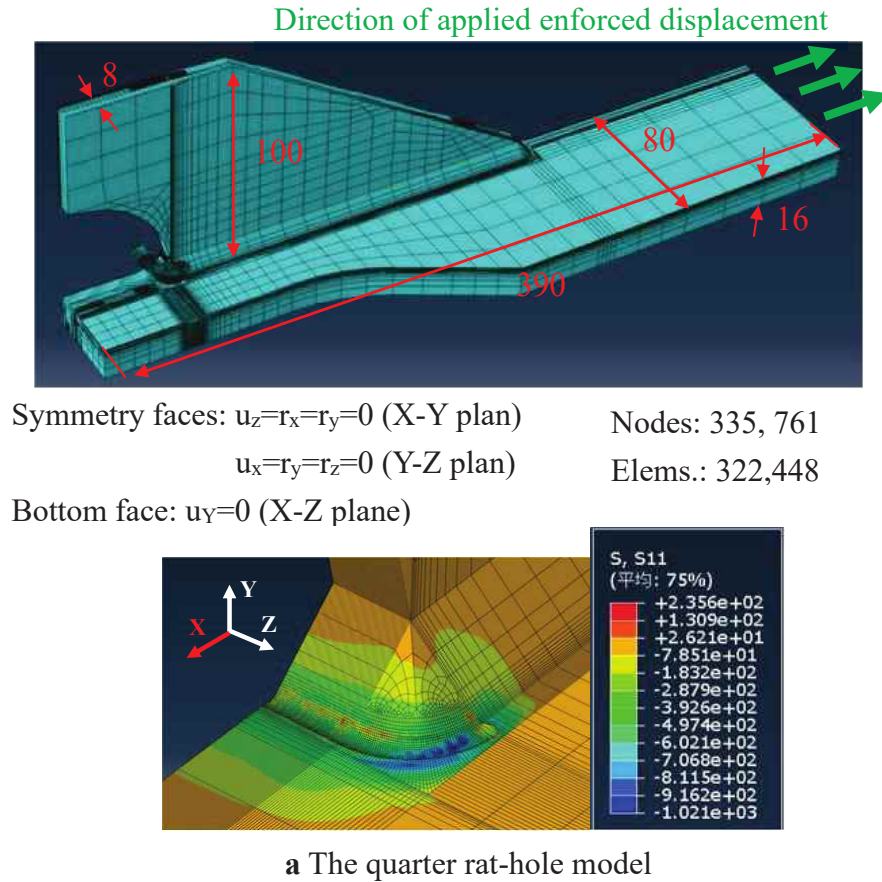 Direction of applied enforced displacement
8
100
80
16
390
Symmetry faces: uz=rx=ry=0 (X-Y plan)
Nodes: 335, 761
ux=ry=rz=0 (Y-Z plan)
Elems.: 322,448
Bottom face: uY=0 (X-Z plane)
Y
X
Z
S, S11
(平均: 75%)
+2.356e+02
+1.309e+02
+2.621e+01
-7.851e+01
-1.832e+02
-2.879e+02
-3.926e+02
-4.974e+02
-6.021e+02
-7.068e+02
-8.115e+02
-9.162e+02
-1.021e+03
a The quarter rat-hole model